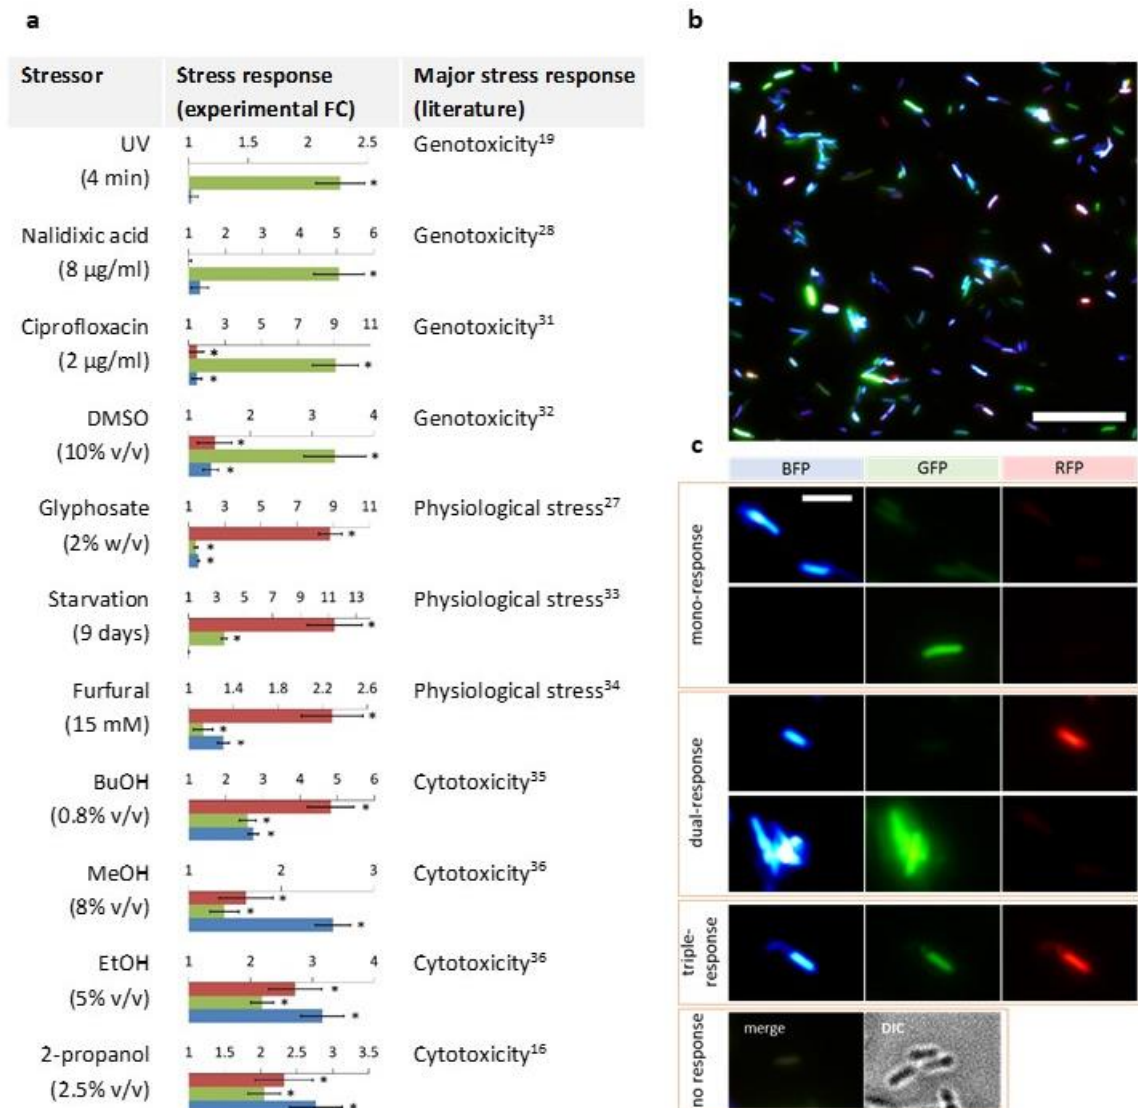 a
Stressor Stress response Major stress response
(experimental FC) (literature)
UV 1 1.5 2 2.5 Genotoxicity19
(4 min) *
Nalidixic acid 1 2 3 4 5 6 Genotoxicity28
(8 µg/ml) *
Ciprofloxacin 1 3 5 7 9 11 Genotoxicity31
(2 µg/ml) * * *
DMSO 1 2 3 4 Genotoxicity32
(10% v/v) * * *
Glyphosate 1 3 5 7 9 11 Physiological stress27
(2% w/v) * * *
Starvation 1 3 5 7 9 11 13 Physiological stress33
(9 days) * *
Furfural 1 1.4 1.8 2.2 2.6 Physiological stress34
(15 mM) * * *
BuOH 1 2 3 4 5 6 Cytotoxicity35
(0.8% v/v) * * *
MeOH 1 2 3 Cytotoxicity36
(8% v/v) * * *
EtOH 1 2 3 4 Cytotoxicity36
(5% v/v) * * *
2-propanol 1 1.5 2 2.5 3 3.5 Cytotoxicity16
(2.5% v/v) * * *
b
c
BFP GFP RFP
mono-response
dual-response
triple-
response
no response
merge DIC